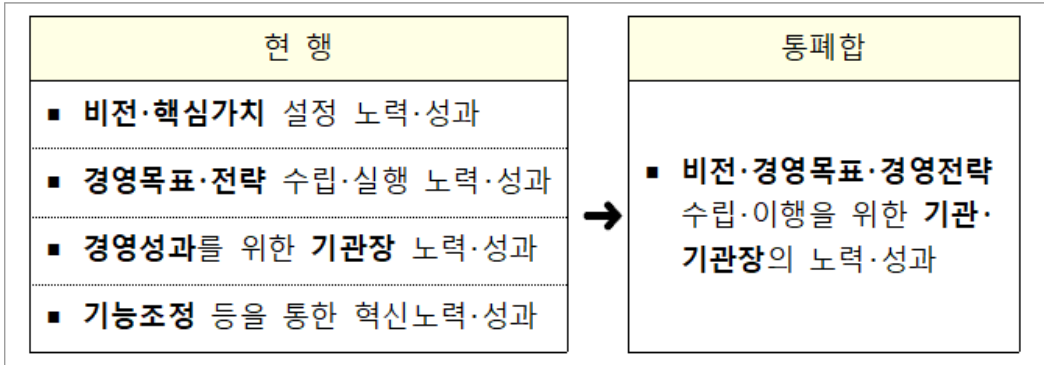 현 행
▪ 비전·핵심가치 설정 노력·성과
▪ 경영목표·전략 수립·실행 노력·성과
▪ 경영성과를 위한 기관장 노력·성과
▪ 기능조정 등을 통한 혁신노력·성과
➜
통폐합
▪ 비전·경영목표·경영전략
수립·이행을 위한 기관·
기관장의 노력·성과